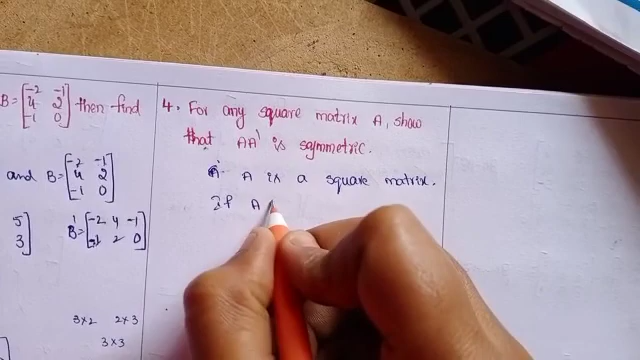 B = [-2 -1
4 2
-1 0] then find
and B = [-2 -1
4 2
-1 0]
5]
3]
B' = [-2 4 -1
-1 2 0]
3×2 2×3
3×3
4. For any square matrix A, show
that AA' is symmetric.
A is a square matrix.
If A